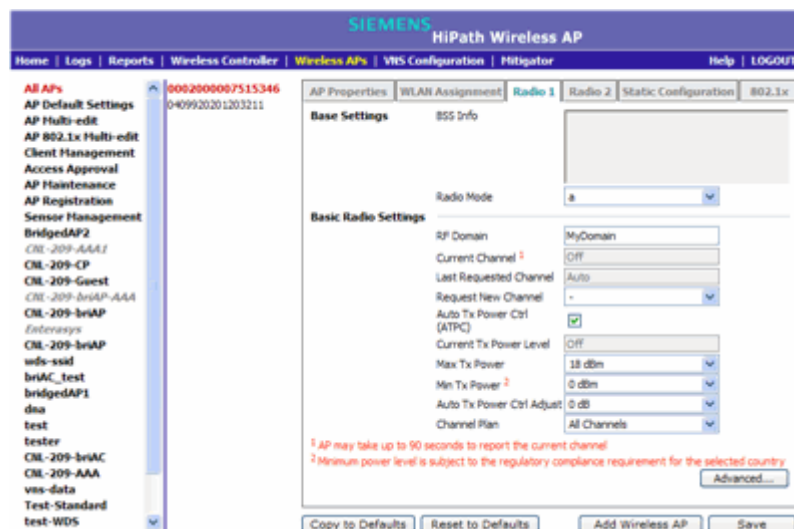 SIEMENS
HiPath Wireless AP
Home | Logs | Reports | Wireless Controller | Wireless APs | VNS Configuration | Mitigator Help | LOGOUT
All APs
AP Default Settings
AP Multi-edit
AP 802.1x Multi-edit
Client Management
Access Approval
AP Maintenance
AP Registration
Sensor Management
BridgedAP2
CNL-209-AAA1
CNL-209-CP
CNL-209-Guest
CNL-209-briAP-AAA
CNL-209-briAP
Enterasys
CNL-209-briAP
wds-ssid
briAC_test
bridgedAP1
dna
test
tester
CNL-209-briAC
CNL-209-AAA
vns-data
Test-Standard
test-WDS
0002000007515346
0409920201203211
AP Properties WLAN Assignment Radio 1 Radio 2 Static Configuration 802.1x
Base Settings BSS Info
Radio Mode a
Basic Radio Settings
RF Domain MyDomain
Current Channel 1 Off
Last Requested Channel Auto
Request New Channel -
Auto Tx Power Ctrl
(ATPC)
Current Tx Power Level Off
Max Tx Power 18 dBm
Min Tx Power 2 0 dBm
Auto Tx Power Ctrl Adjust 0 dB
Channel Plan All Channels
1 AP may take up to 90 seconds to report the current channel
2 Minimum power level is subject to the regulatory compliance requirement for the selected country
Advanced...
Copy to Defaults Reset to Defaults Add Wireless AP Save